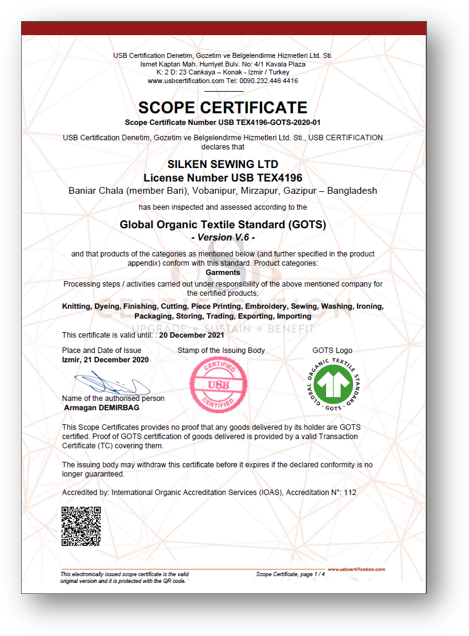 USB Certification Denetim, Gozetim ve Belgelendirme Hizmetleri Ltd. Sti.
Ismet Kaptan Mah. Hurriyet Bulv. No: 4/1 Kavala Plaza
K: 2 D: 23 Cankaya – Konak - Izmir / Turkey
www.usbcertification.com Tel: 0090.232.446 4416
SCOPE CERTIFICATE
Scope Certificate Number USB TEX4196-GOTS-2020-01
USB Certification Denetim, Gozetim ve Belgelendirme Hizmetleri Ltd. Sti., USB CERTIFICATION
declares that
SILKEN SEWING LTD
License Number USB TEX4196
Baniar Chala (member Bari), Vobanipur, Mirzapur, Gazipur – Bangladesh
has been inspected and assessed according to the
Global Organic Textile Standard (GOTS)
- Version V.6 -
and that products of the categories as mentioned below (and further specified in the product
appendix) conform with this standard. Product categories:
Garments
Processing steps / activities carried out under responsibility of the above mentioned company for
the certified products:
Knitting, Dyeing, Finishing, Cutting, Piece Printing, Embroidery, Sewing, Washing, Ironing,
Packaging, Storing, Trading, Exporting, Importing
UPGRADE SUSTAIN BENEFIT
This certificate is valid until: : 20 December 2021
Place and Date of Issue
Izmir, 21 December 2020
Stamp of the Issuing Body
GOTS Logo
CERTIFIED
USB
CERTIFIED
GLOBAL ORGANIC TEXTILE STANDARD
· GOTS ·
Name of the authorised person
Armagan DEMIRBAG
This Scope Certificates provides no proof that any goods delivered by its holder are GOTS
certified. Proof of GOTS certification of goods delivered is provided by a valid Transaction
Certificate (TC) covering them.
The issuing body may withdraw this certificate before it expires if the declared conformity is no
longer guaranteed.
Accredited by: International Organic Accreditation Services (IOAS), Accreditation N°: 112
www.usbcertification.com
This electronically issued scope certificate is the valid
original version and it is protected with the QR code.
Scope Certificate, page 1 / 4